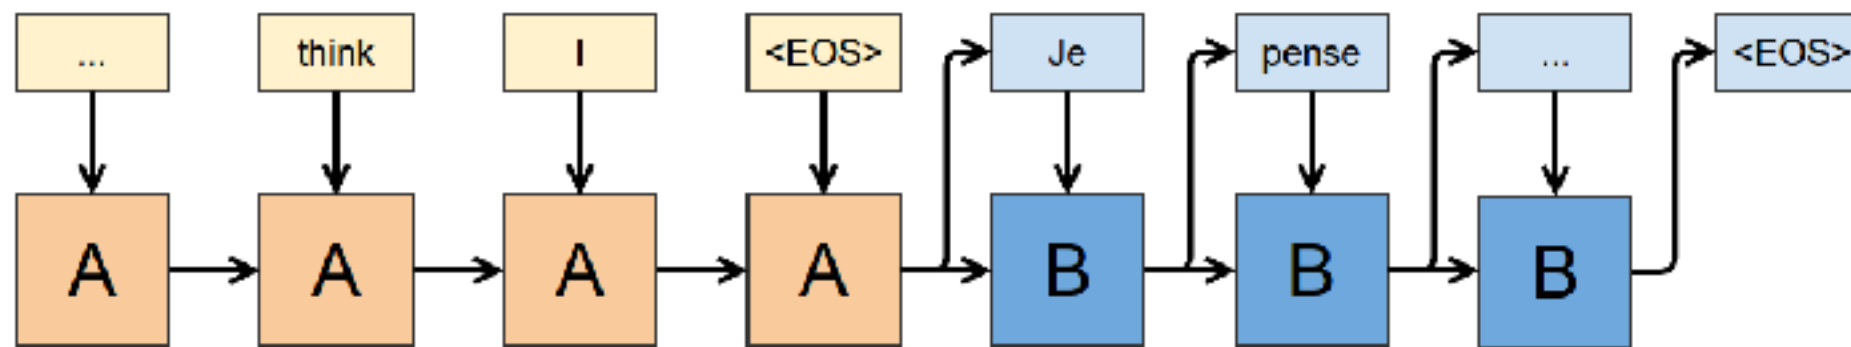 ... think I <EOS> Je pense ... <EOS>
A A A A B B B